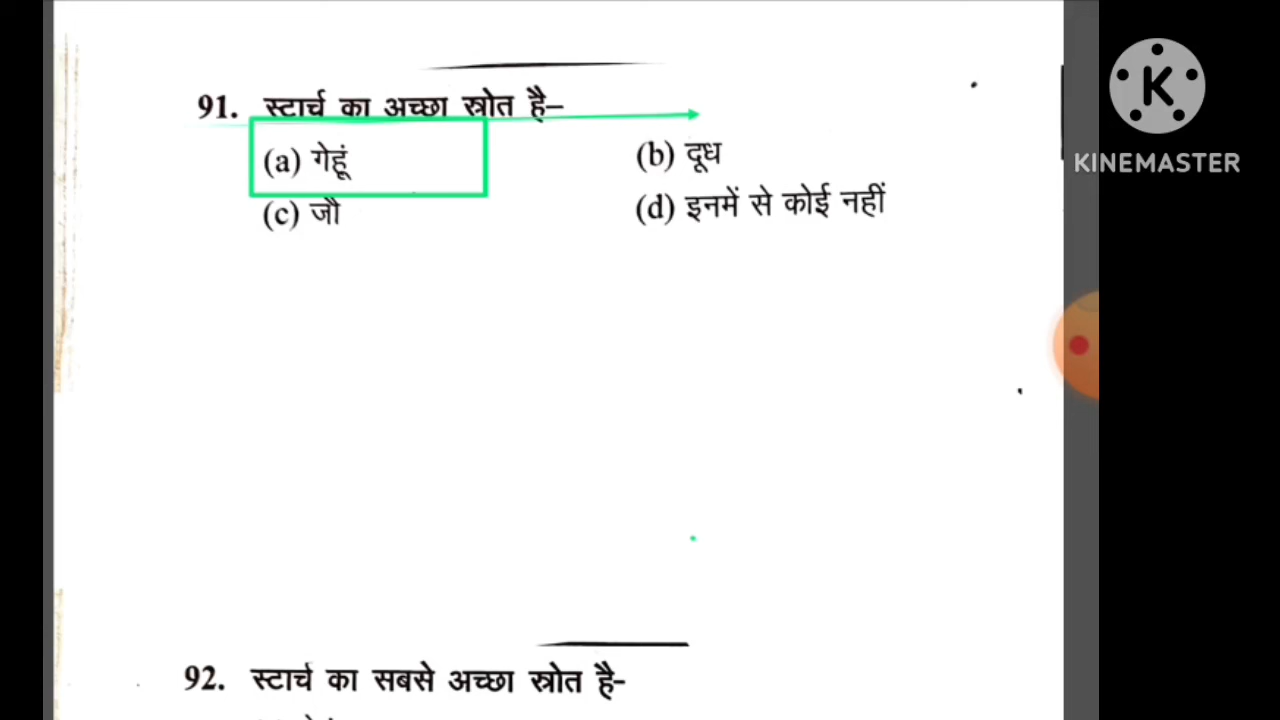 91. स्टार्च का अच्छा स्रोत है–
(a) गेहूं (b) दूध
(c) जौ (d) इनमें से कोई नहीं
92. स्टार्च का सबसे अच्छा स्रोत है-
K
KINEMASTER